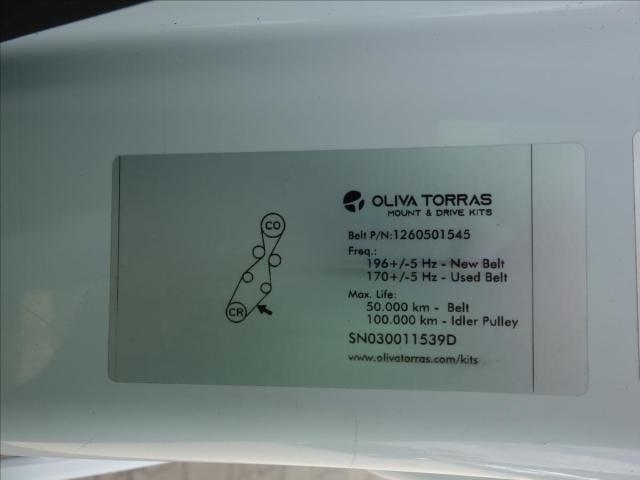 OLIVA TORRAS
MOUNT & DRIVE KITS
Belt P/N:1260501545
Freq.:
196+/-5 Hz - New Belt
170+/-5 Hz - Used Belt
Max. Life:
50.000 km - Belt
100.000 km - Idler Pulley
SN030011539D
www.olivatorras.com/kits
CO
CR